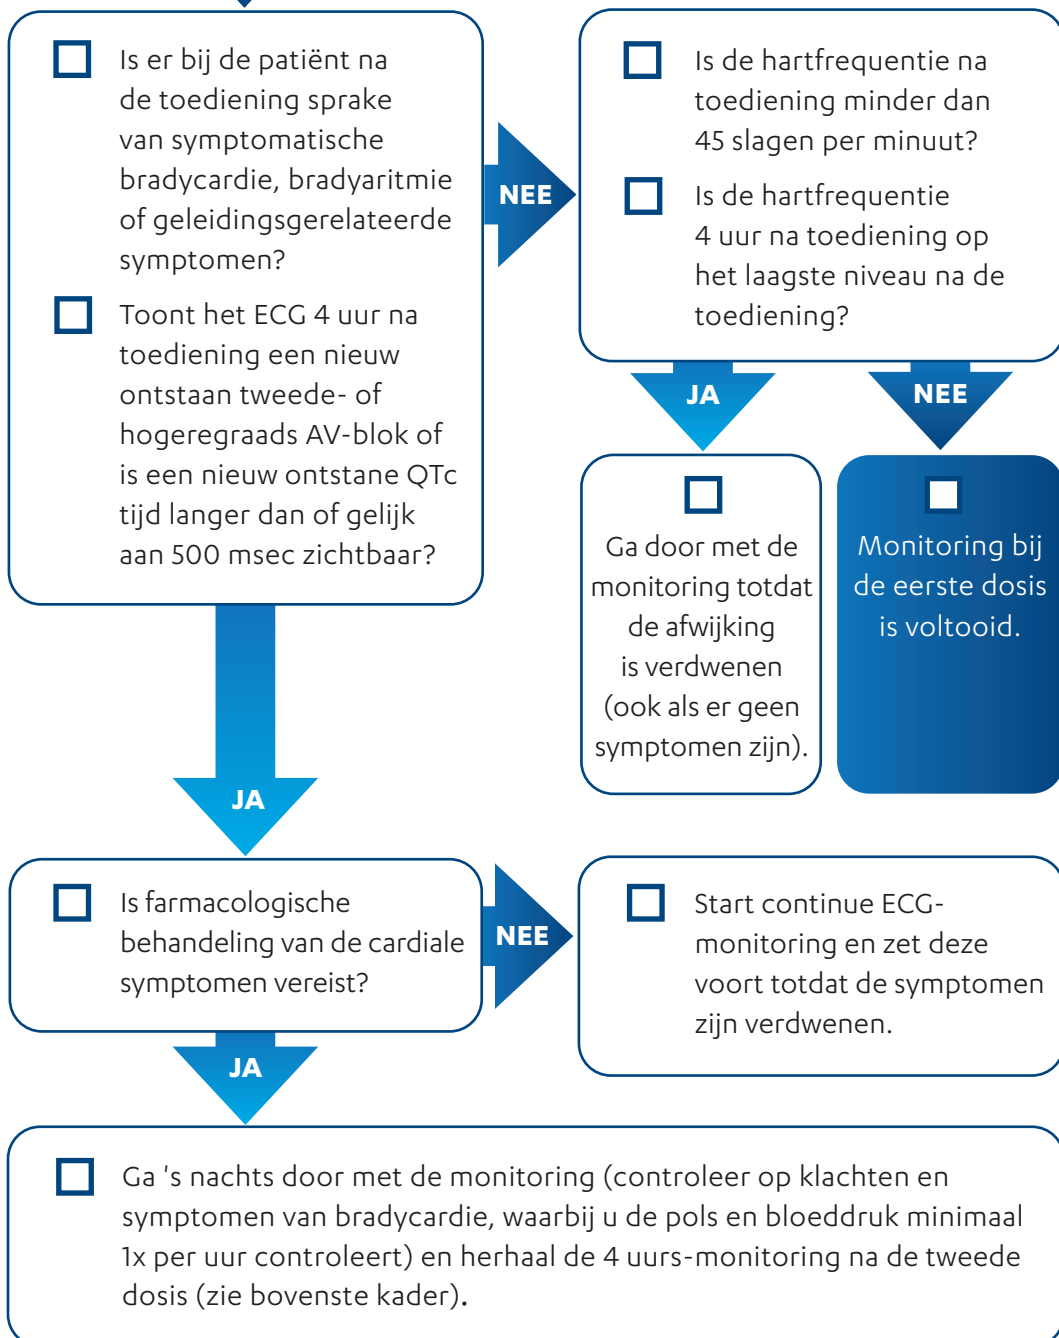 Is er bij de patiënt na
de toediening sprake
van symptomatische
bradycardie, bradyaritmie
of geleidingsgerelateerde
symptomen?
Toont het ECG 4 uur na
toediening een nieuw
ontstaan tweede- of
hogeregraads AV-blok of
is een nieuw ontstane QTc
tijd langer dan of gelijk
aan 500 msec zichtbaar?
NEE
Is de hartfrequentie na
toediening minder dan
45 slagen per minuut?
Is de hartfrequentie
4 uur na toediening op
het laagste niveau na de
toediening?
JA
NEE
Ga door met de
monitoring totdat
de afwijking
is verdwenen
(ook als er geen
symptomen zijn).
Monitoring bij
de eerste dosis
is voltooid.
JA
Is farmacologische
behandeling van de cardiale
symptomen vereist?
NEE
Start continue ECG-
monitoring en zet deze
voort totdat de symptomen
zijn verdwenen.
JA
Ga 's nachts door met de monitoring (controleer op klachten en
symptomen van bradycardie, waarbij u de pols en bloeddruk minimaal
1x per uur controleert) en herhaal de 4 uurs-monitoring na de tweede
dosis (zie bovenste kader).